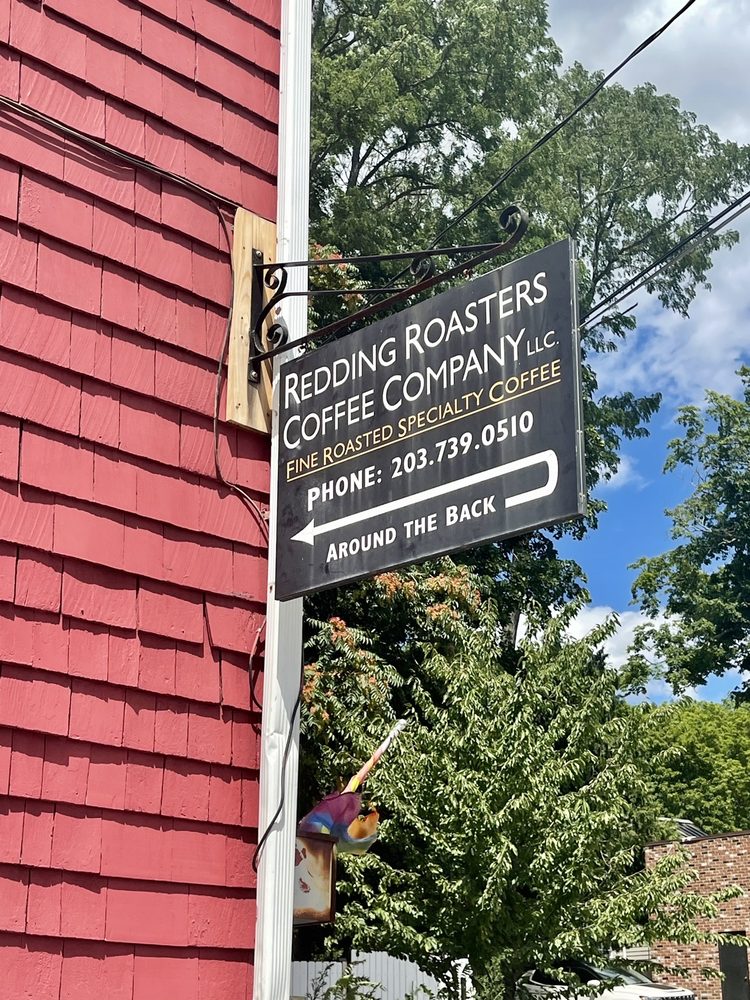 REDDING ROASTERS
COFFEE COMPANY LLC.
FINE ROASTED SPECIALTY COFFEE
PHONE: 203.739.0510
AROUND THE BACK